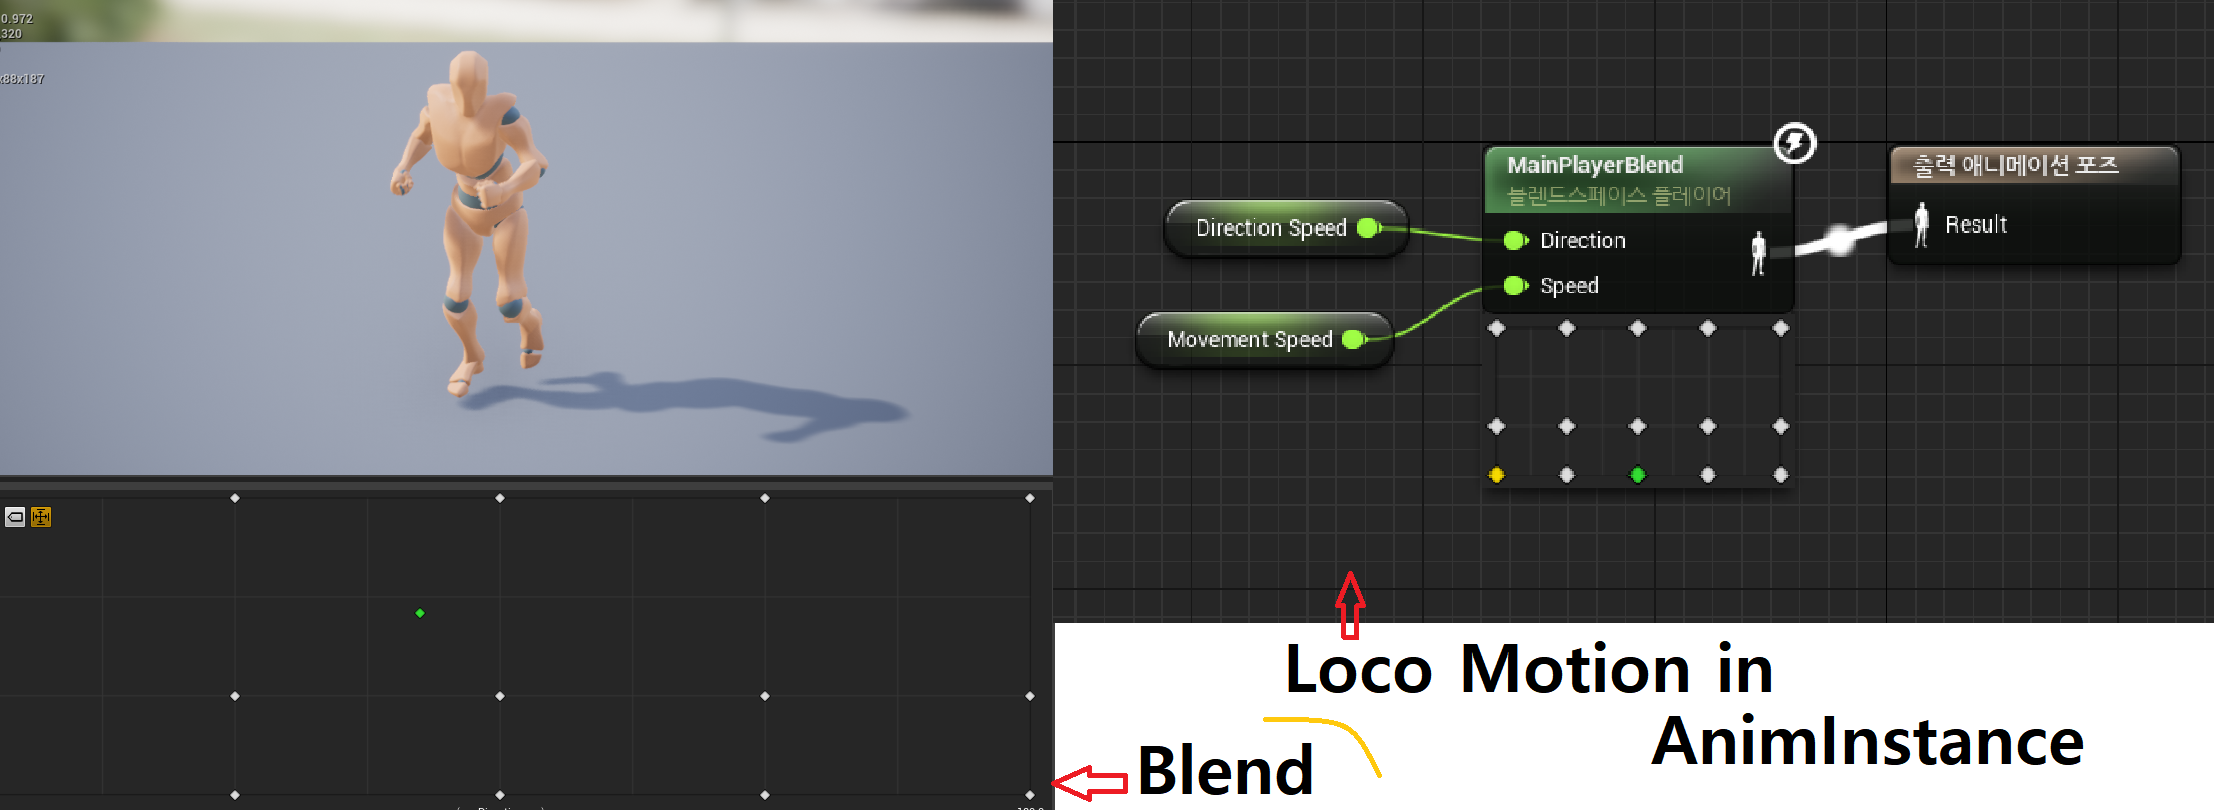 0.972
320
x88x187
MainPlayerBlend
블렌드스페이스 플레이어
출력 애니메이션 포즈
Direction Speed
Direction
Result
Speed
Movement Speed
Loco Motion in
AnimInstance
Blend